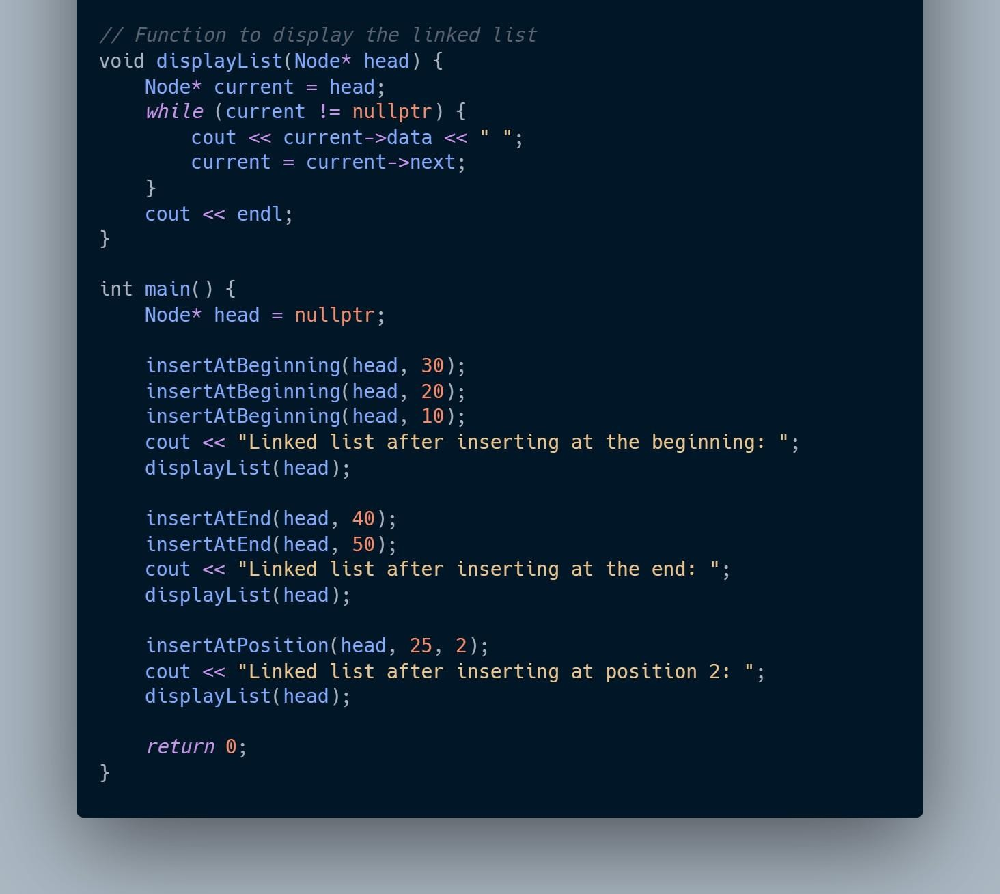 // Function to display the linked list
void displayList(Node* head) {
    Node* current = head;
    while (current != nullptr) {
        cout << current->data << " ";
        current = current->next;
    }
    cout << endl;
}

int main() {
    Node* head = nullptr;

    insertAtBeginning(head, 30);
    insertAtBeginning(head, 20);
    insertAtBeginning(head, 10);
    cout << "Linked list after inserting at the beginning: ";
    displayList(head);

    insertAtEnd(head, 40);
    insertAtEnd(head, 50);
    cout << "Linked list after inserting at the end: ";
    displayList(head);

    insertAtPosition(head, 25, 2);
    cout << "Linked list after inserting at position 2: ";
    displayList(head);

    return 0;
}